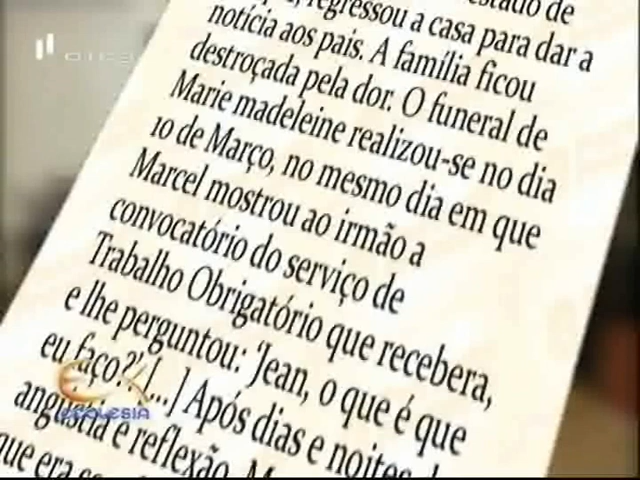 regressou a casa para dar a
notícia aos pais. A família ficou
destroçada pela dor. O funeral de
Marie madeleine realizou-se no dia
10 de Março, no mesmo dia em que
Marcel mostrou ao irmão a
convocatório do serviço de
Trabalho Obrigatório que recebera,
e lhe perguntou: ‘Jean, o que é que
eu faço?’ [...] Após dias e noites
angústia e reflexão,
que era
ECCLESIA